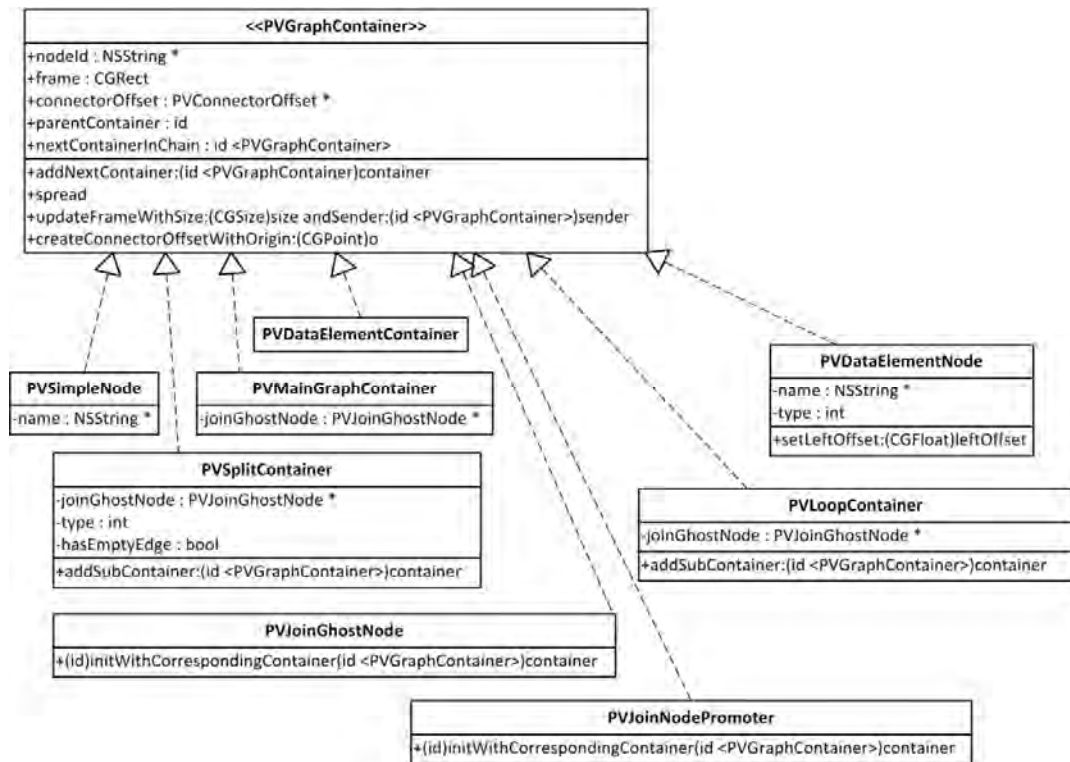 <<PVGraphContainer>>
+nodeId : NSString *
+frame : CGRect
+connectorOffset : PVConnectorOffset *
+parentContainer : id
+nextContainerInChain : id <PVGraphContainer>
+addNextContainer:(id <PVGraphContainer)container
+spread
+updateFrameWithSize:(CGSize)size andSender:(id <PVGraphContainer>)sender
+createConnectorOffsetWithOrigin:(CGPoint)o
PVDataElementContainer
PVDataElementNode
-name : NSString *
-type : int
+setLeftOffset:(CGFloat)leftOffset
PVSimpleNode
-name : NSString *
PVMainGraphContainer
-joinGhostNode : PVJoinGhostNode *
PVSplitContainer
-joinGhostNode : PVJoinGhostNode *
-type : int
-hasEmptyEdge : bool
+addSubContainer:(id <PVGraphContainer>)container
PVLoopContainer
-joinGhostNode : PVJoinGhostNode *
+addSubContainer:(id <PVGraphContainer>)container
PVJoinGhostNode
+(id)initWithCorrespondingContainer(id <PVGraphContainer>)container
PVJoinNodePromoter
+(id)initWithCorrespondingContainer(id <PVGraphContainer>)container